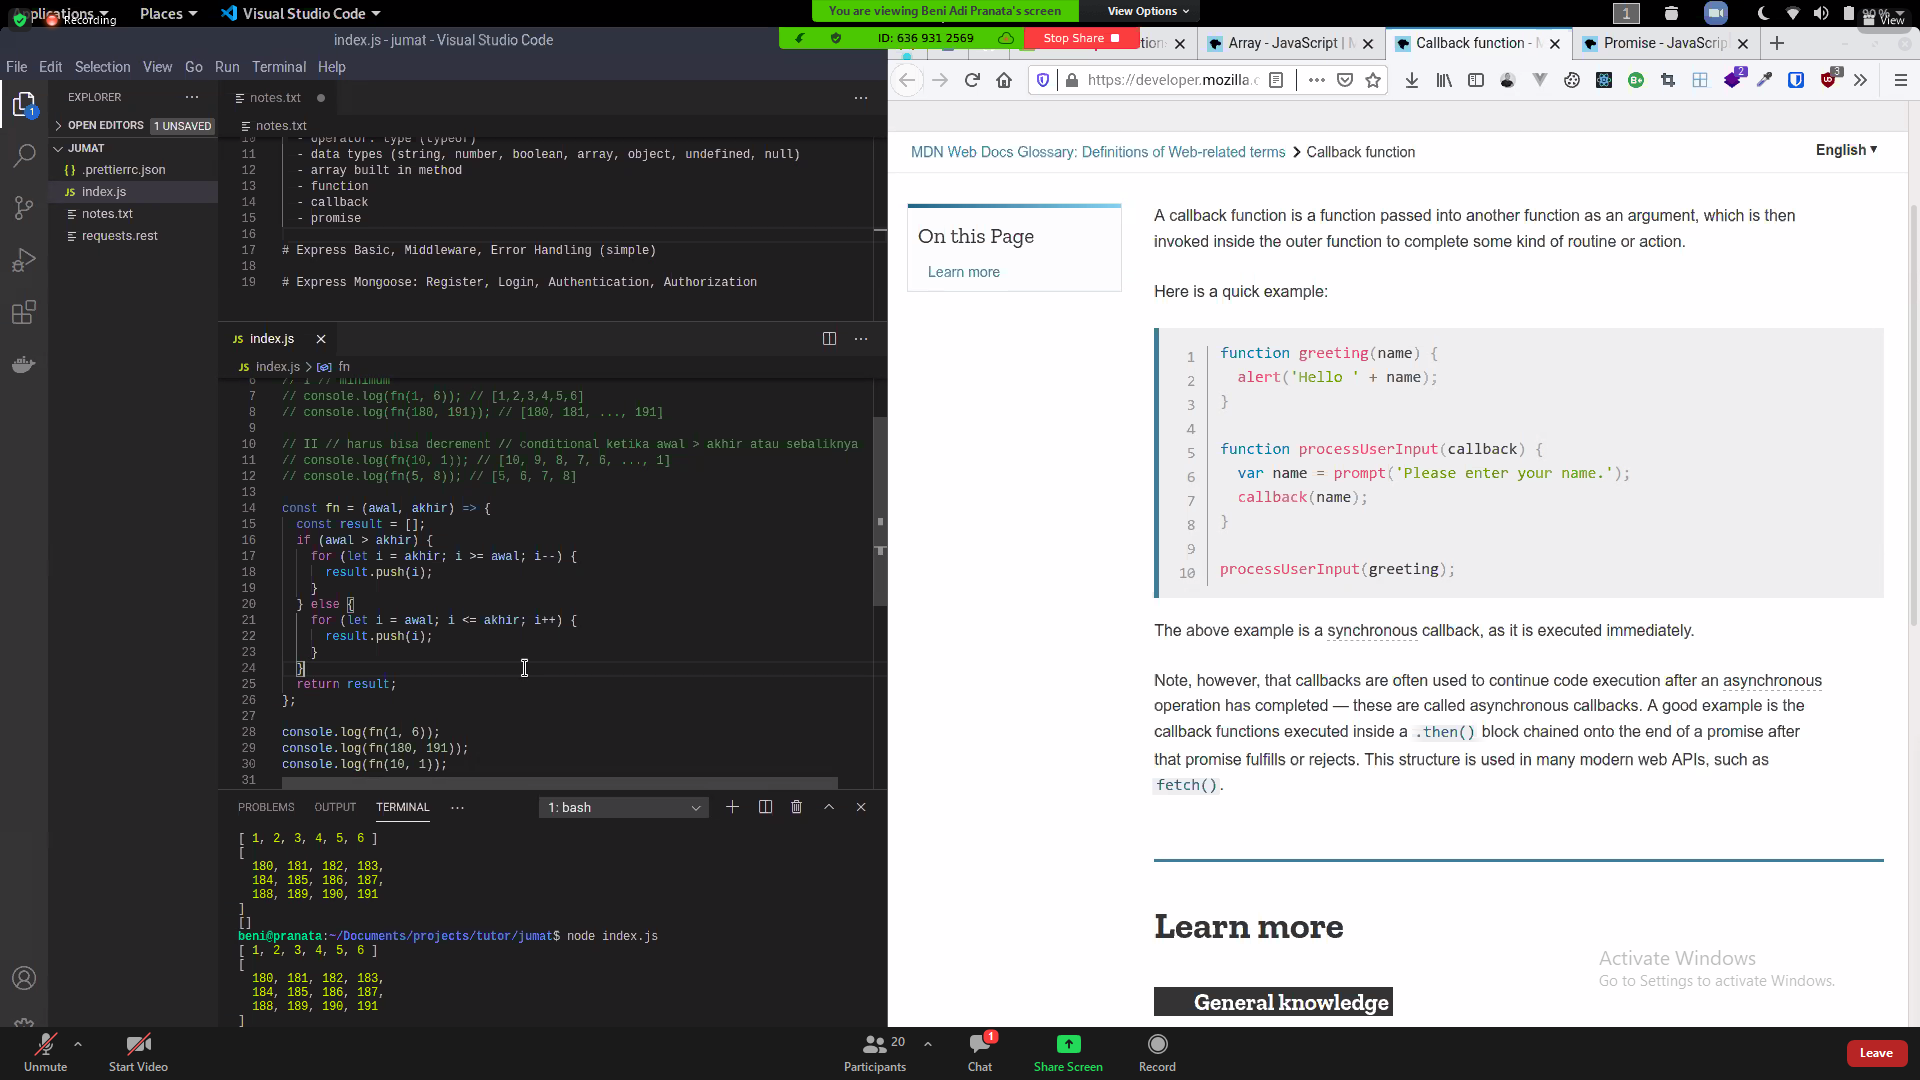 Applications
Places
Visual Studio Code
Recording
You are viewing Beni Adi Pranata's screen
View Options
1
90 %
View
index.js - jumat - Visual Studio Code
ID: 636 931 2569
Stop Share
File Edit Selection View Go Run Terminal Help
Array - JavaScript | M
Callback function - M
Promise - JavaScrip
https://developer.mozilla.c
2
3
EXPLORER
1
OPEN EDITORS
1 UNSAVED
JUMAT
{ } .prettierrc.json
JS index.js
notes.txt
requests.rest
notes.txt
notes.txt
10 - operator: type (typeof)
11 - data types (string, number, boolean, array, object, undefined, null)
12 - array built in method
13 - function
14 - callback
15 - promise
16
17 # Express Basic, Middleware, Error Handling (simple)
18
19 # Express Mongoose: Register, Login, Authentication, Authorization
JS index.js
JS index.js > fn
6 // I // minimum
7 // console.log(fn(1, 6)); // [1,2,3,4,5,6]
8 // console.log(fn(180, 191)); // [180, 181, ..., 191]
9
10 // II // harus bisa decrement // conditional ketika awal > akhir atau sebaliknya
11 // console.log(fn(10, 1)); // [10, 9, 8, 7, 6, ..., 1]
12 // console.log(fn(5, 8)); // [5, 6, 7, 8]
13
14 const fn = (awal, akhir) => {
15 const result = [];
16 if (awal > akhir) {
17 for (let i = akhir; i >= awal; i--) {
18 result.push(i);
19 }
20 } else {
21 for (let i = awal; i <= akhir; i++) {
22 result.push(i);
23 }
24 }
25 return result;
26 };
27
28 console.log(fn(1, 6));
29 console.log(fn(180, 191));
30 console.log(fn(10, 1));
31
PROBLEMS OUTPUT TERMINAL
1: bash
[ 1, 2, 3, 4, 5, 6 ]
[
180, 181, 182, 183,
184, 185, 186, 187,
188, 189, 190, 191
]
[]
beni@pranata:~/Documents/projects/tutor/jumat$ node index.js
[ 1, 2, 3, 4, 5, 6 ]
[
180, 181, 182, 183,
184, 185, 186, 187,
188, 189, 190, 191
]
MDN Web Docs Glossary: Definitions of Web-related terms > Callback function
English ▼
On this Page
Learn more
A callback function is a function passed into another function as an argument, which is then
invoked inside the outer function to complete some kind of routine or action.
Here is a quick example:
1 function greeting(name) {
2 alert('Hello ' + name);
3 }
4
5 function processUserInput(callback) {
6 var name = prompt('Please enter your name.');
7 callback(name);
8 }
9
10 processUserInput(greeting);
The above example is a synchronous callback, as it is executed immediately.
Note, however, that callbacks are often used to continue code execution after an asynchronous
operation has completed — these are called asynchronous callbacks. A good example is the
callback functions executed inside a .then() block chained onto the end of a promise after
that promise fulfills or rejects. This structure is used in many modern web APIs, such as
fetch().
Learn more
General knowledge
Activate Windows
Go to Settings to activate Windows.
Unmute
Start Video
Participants
20
Chat
1
Share Screen
Record
Leave